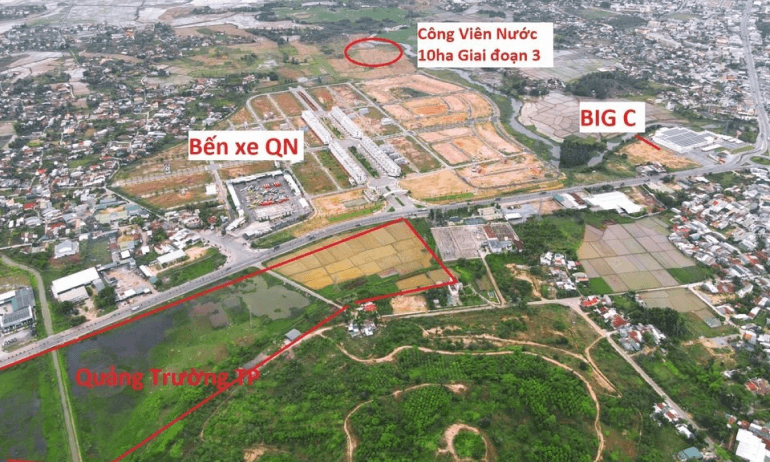 Công Viên Nước
10ha Giai đoạn 3
BIG C
Bến xe QN
Quảng Trường TP